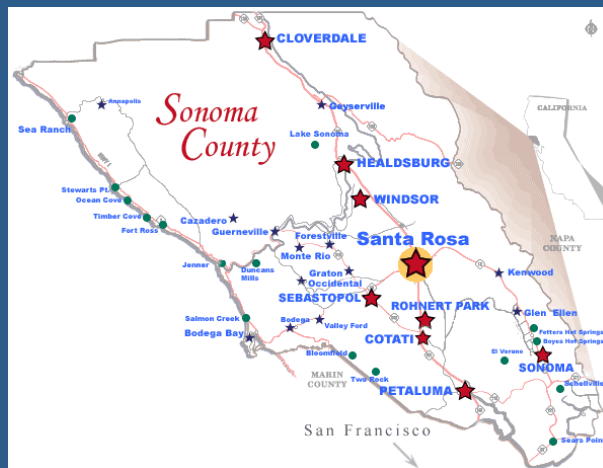 CLOVERDALE
Annapolis
Geyserville
Sonoma
County
CALIFORNIA
Sea Ranch
Lake Sonoma
HEALDSBURG
Stewarts Pt.
Ocean Cove
WINDSOR
Timber Cove
Cazadero
Fort Ross
Guerneville
Forestville
Santa Rosa
NAPA
COUNTY
Monte Rio
Jenner
Duncans
Mills
Graton
Occidental
Kenwood
SEBASTOPOL
ROHNERT PARK
Glen Ellen
Salmon Creek
Bodega
Valley Ford
Fetters Hot Springs
Boyes Hot Springs
Bodega Bay
COTATI
El Verano
Bloomfield
SONOMA
MARIN
COUNTY
Two Rock
PETALUMA
Schellville
San Francisco
Sears Point